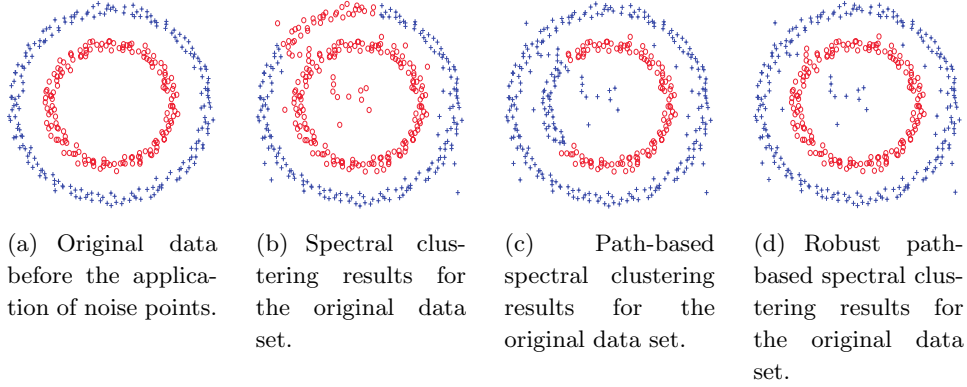 (a) Original data
before the applica-
tion of noise points.
(b) Spectral clus-
tering results for
the original data
set.
(c) Path-based
spectral clustering
results for the
original data set.
(d) Robust path-
based spectral clus-
tering results for
the original data
set.